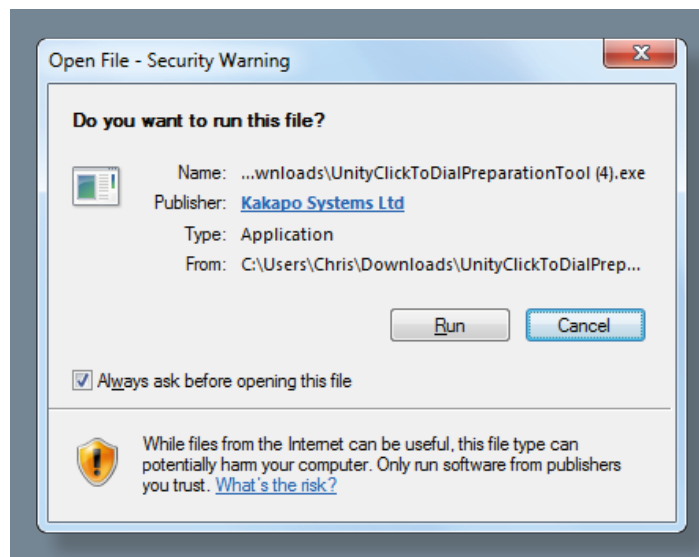 Open File - Security Warning
Do you want to run this file?
Name: ...wnloads\UnityClickToDialPreparationTool (4).exe
Publisher: Kakapo Systems Ltd
Type: Application
From: C:\Users\Chris\Downloads\UnityClickToDialPrep...
Run Cancel
Always ask before opening this file
While files from the Internet can be useful, this file type can
potentially harm your computer. Only run software from publishers
you trust. What's the risk?